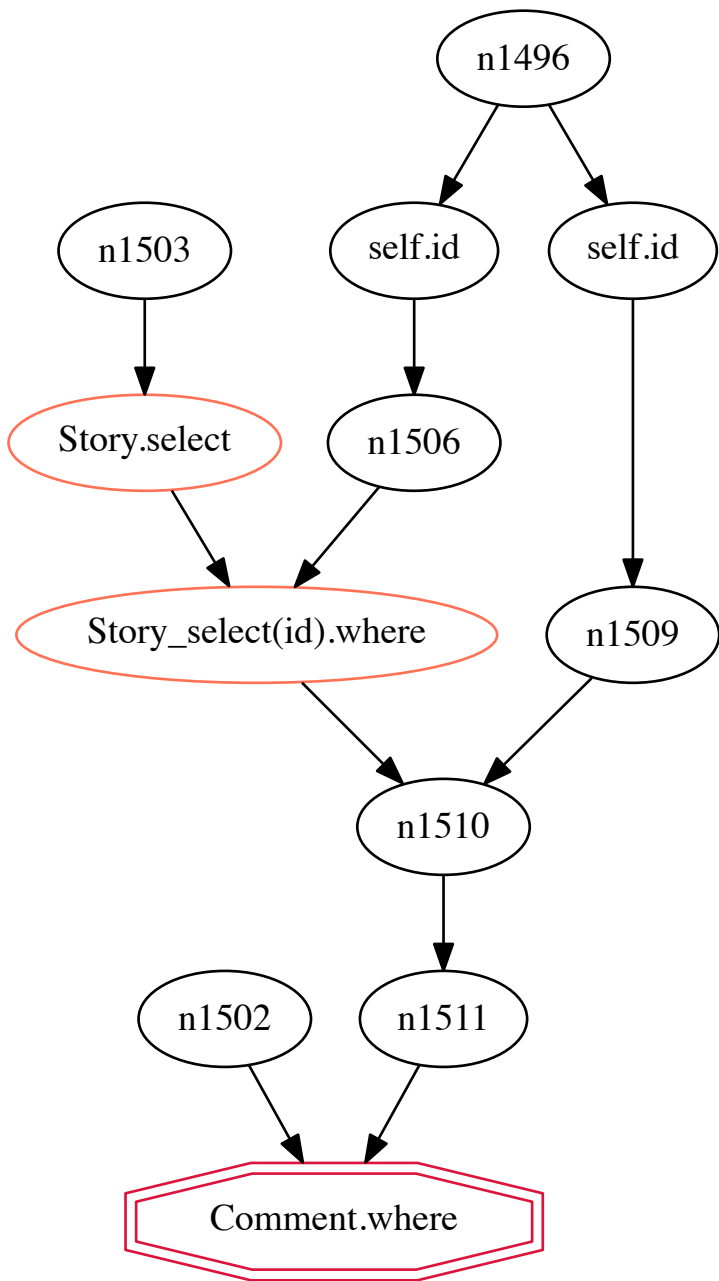 n1496
n1503
self.id
self.id
Story.select
n1506
Story_select(id).where
n1509
n1510
n1502
n1511
Comment.where